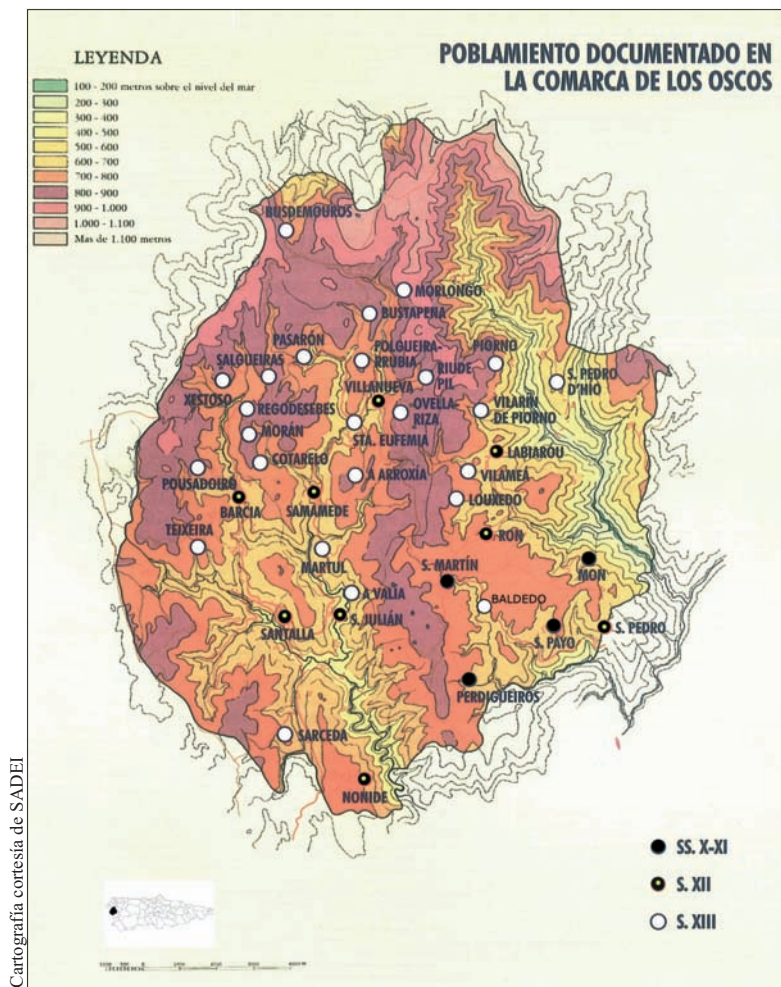 POBLAMIENTO DOCUMENTADO EN
LA COMARCA DE LOS OSCOS
LEYENDA
100 - 200 metros sobre el nivel del mar
200 - 300
300 - 400
400 - 500
500 - 600
600 - 700
700 - 800
800 - 900
900 - 1.000
1.000 - 1.100
Mas de 1.100 metros
BUSDEMOUROS
MORLONGO
BUSTAPENA
PASARÓN
POLGUEIRA-
RRUBIA
PIORNO
SALGUEIRAS
RIUDE
PIL
S. PEDRO
D'HIO
VILLANUEVA
XESTOSO
REGODESEBES
OVELLA-
RIZA
VILARÍN
DE PIORNO
MORÁN
STA. EUFEMIA
LABIAROU
COTARELO
A ARROXÍA
VILAMEÁ
POUSADOIRO
BARCIA
SAMAMEDE
LOUXEDO
RON
TEIXEIRA
MARTUL
S. MARTÍN
MON
A VALIA
BALDEDO
SANTALLA
S. JULIÁN
S. PAYO
S. PEDRO
PERDIGUEIROS
SARCEDA
NONIDE
SS. X-XI
S. XII
S. XIII
Cartografía cortesía de SADEI